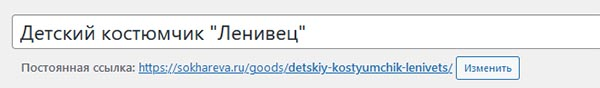 Детский костюмчик "Ленивец"
Постоянная ссылка: https://sokhareva.ru/goods/detskiy-kostyumchik-lenivets/ Изменить